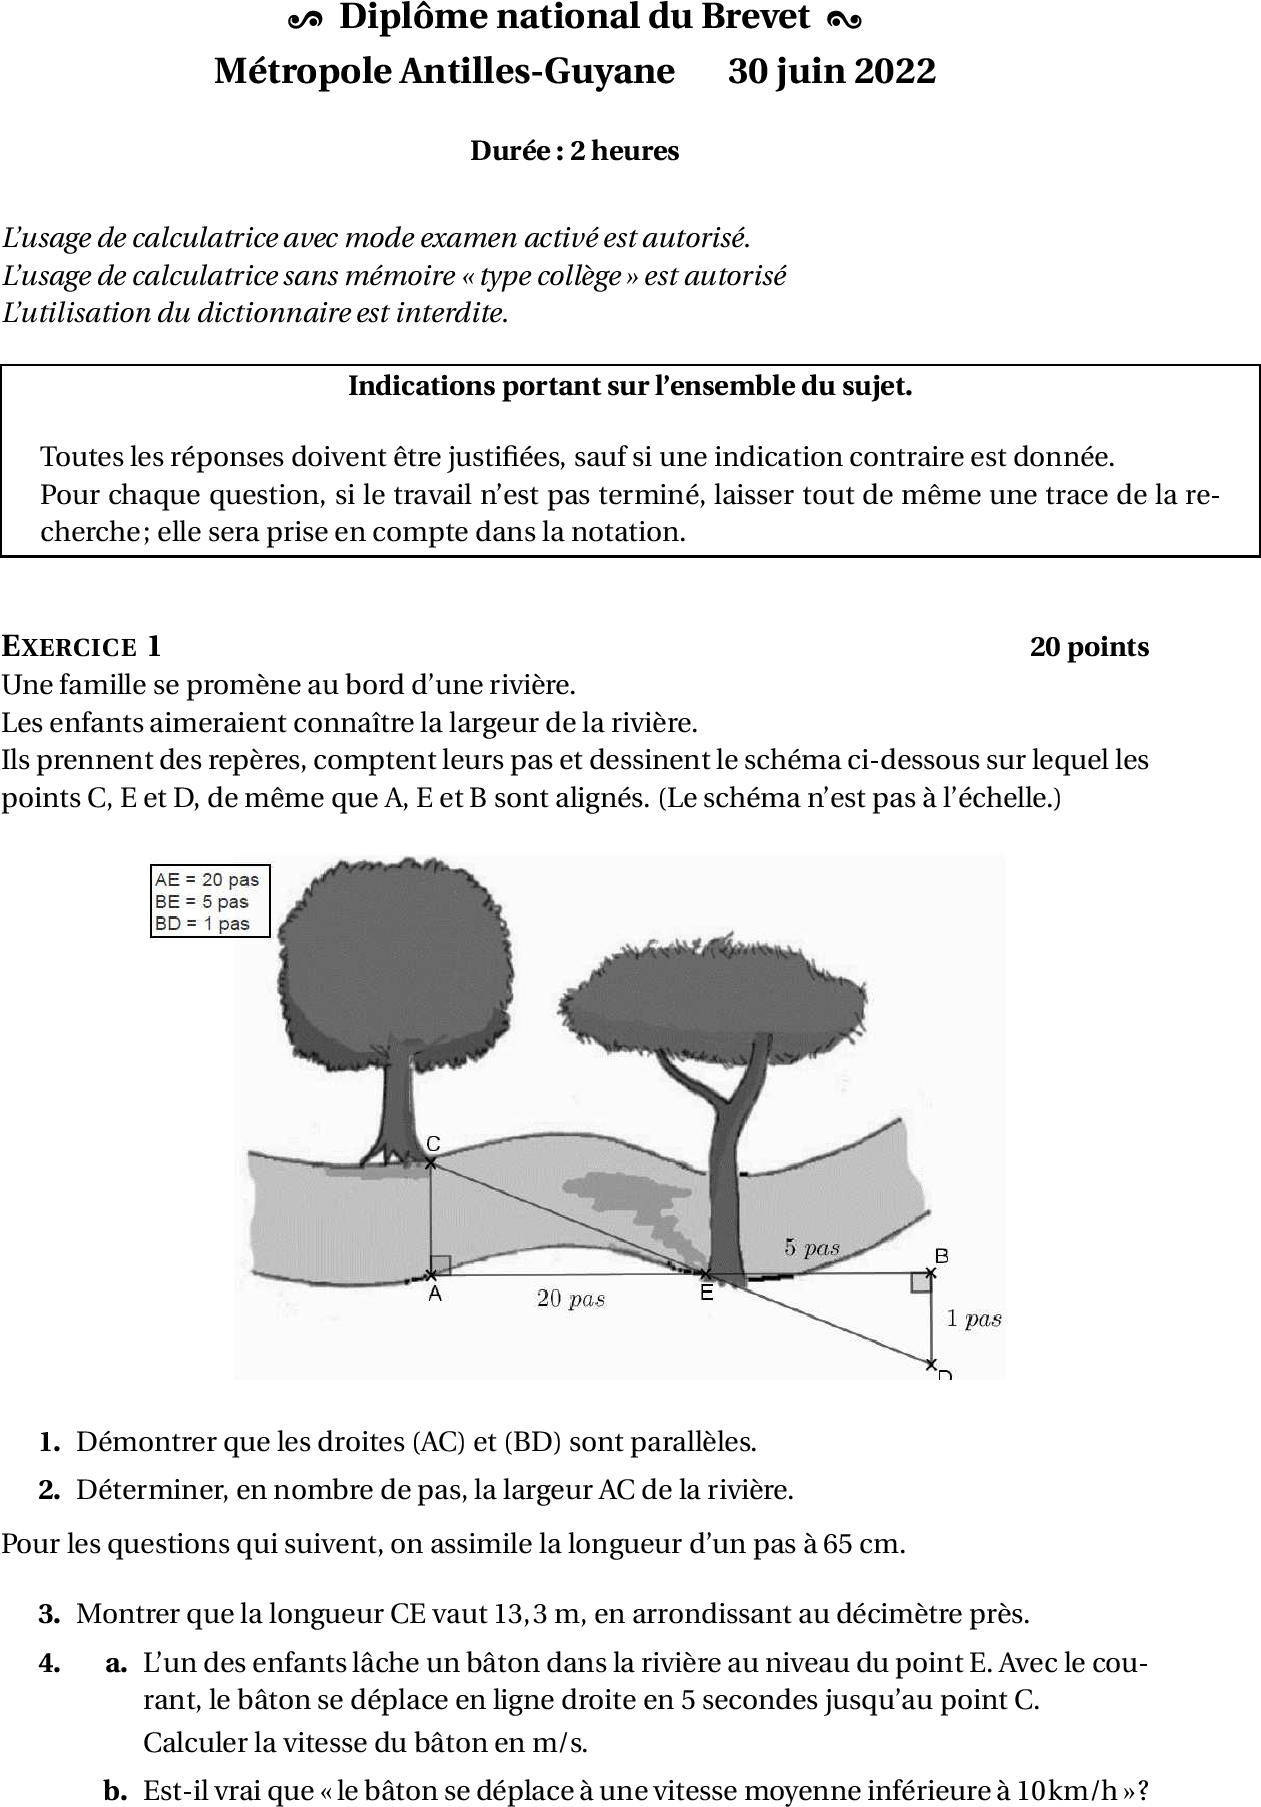 Diplôme national du Brevet
Métropole Antilles-Guyane 30 juin 2022
Durée : 2 heures
L'usage de calculatrice avec mode examen activé est autorisé.
L'usage de calculatrice sans mémoire « type collège » est autorisé
L'utilisation du dictionnaire est interdite.
Indications portant sur l'ensemble du sujet.
Toutes les réponses doivent être justifiées, sauf si une indication contraire est donnée.
Pour chaque question, si le travail n'est pas terminé, laisser tout de même une trace de la re-
cherche ; elle sera prise en compte dans la notation.
EXERCICE 1 20 points
Une famille se promène au bord d'une rivière.
Les enfants aimeraient connaître la largeur de la rivière.
Ils prennent des repères, comptent leurs pas et dessinent le schéma ci-dessous sur lequel les
points C, E et D, de même que A, E et B sont alignés. (Le schéma n'est pas à l'échelle.)
AE = 20 pas
BE = 5 pas
BD = 1 pas
C
5 pas
B
A
20 pas
E
1 pas
D
1. Démontrer que les droites (AC) et (BD) sont parallèles.
2. Déterminer, en nombre de pas, la largeur AC de la rivière.
Pour les questions qui suivent, on assimile la longueur d'un pas à 65 cm.
3. Montrer que la longueur CE vaut 13,3 m, en arrondissant au décimètre près.
4. a. L'un des enfants lâche un bâton dans la rivière au niveau du point E. Avec le cou-
rant, le bâton se déplace en ligne droite en 5 secondes jusqu'au point C.
Calculer la vitesse du bâton en m/s.
b. Est-il vrai que « le bâton se déplace à une vitesse moyenne inférieure à 10 km/h » ?